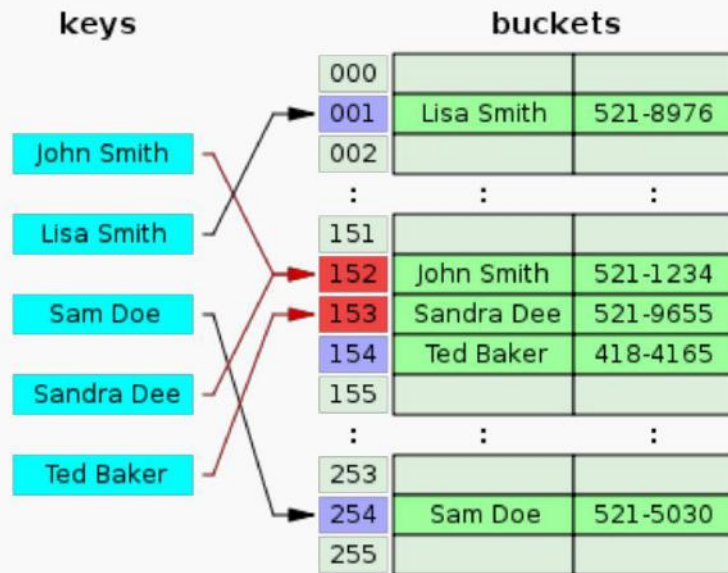 keys buckets
000
001 Lisa Smith 521-8976
002
John Smith
: : :
Lisa Smith
151
152 John Smith 521-1234
Sam Doe
153 Sandra Dee 521-9655
154 Ted Baker 418-4165
Sandra Dee
155
: : :
Ted Baker
253
254 Sam Doe 521-5030
255